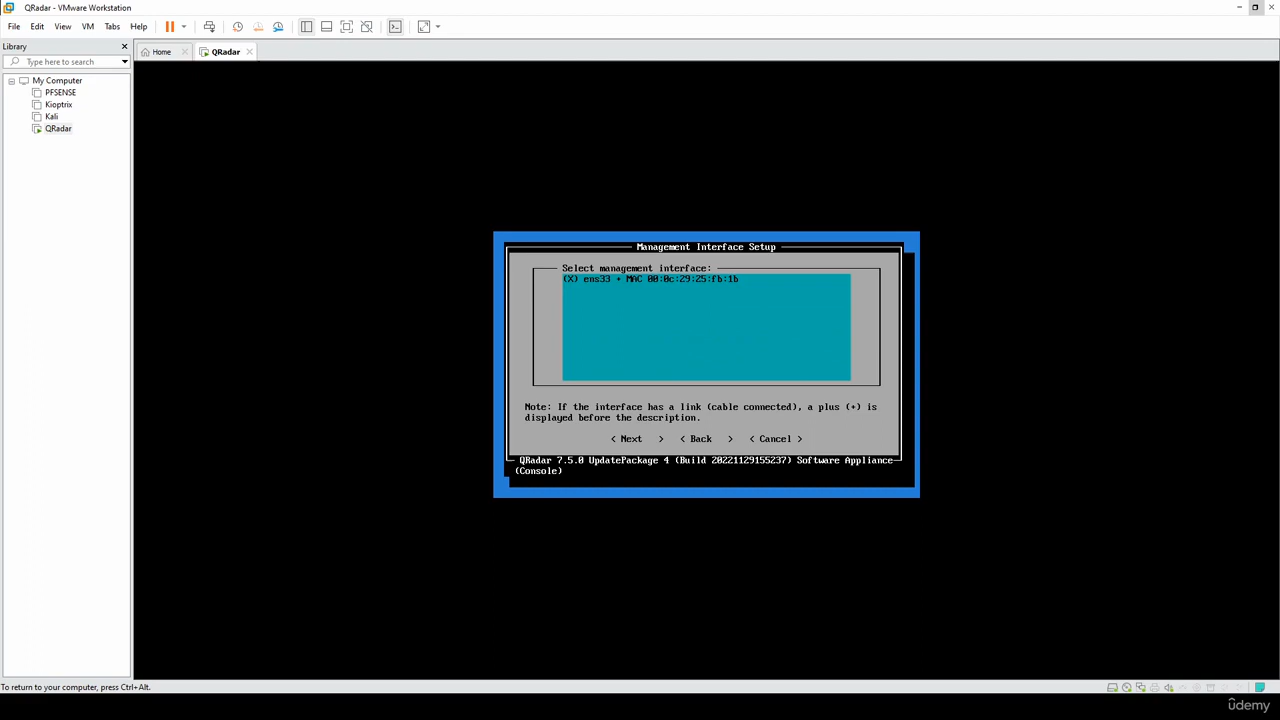 QRadar - VMware Workstation
File Edit View VM Tabs Help
Library
Type here to search
My Computer
PFSENSE
Kioptrix
Kali
QRadar
Home
QRadar
Management Interface Setup
Select management interface:
(X) ens33 + MAC 00:0c:29:25:fb:1b
Note: If the interface has a link (cable connected), a plus (+) is
displayed before the description.
< Next > < Back > < Cancel >
QRadar 7.5.0 UpdatePackage 4 (Build 20221129155237) Software Appliance
(Console)
To return to your computer, press Ctrl+Alt.
ûdemy